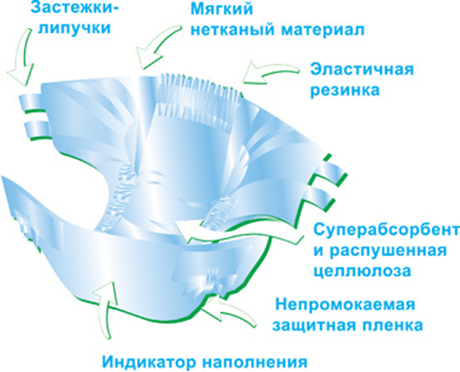 Застежки-
липучки
Мягкий
нетканый материал
Эластичная
резинка
Суперабсорбент
и распушенная
целлюлоза
Непромокаемая
защитная пленка
Индикатор наполнения